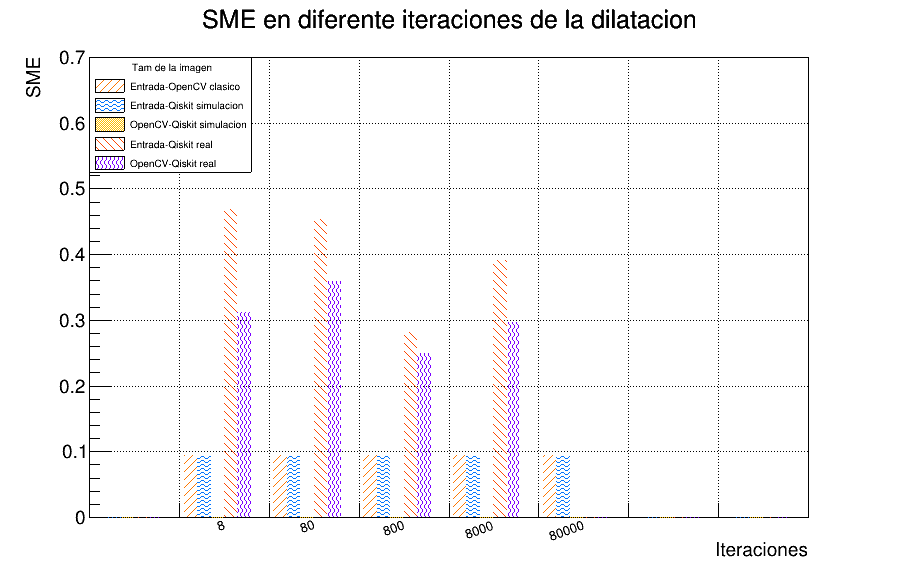 SME en diferente iteraciones de la dilatacion
SME
0.7
0.6
0.5
0.4
0.3
0.2
0.1
0
Tam de la imagen
Entrada-OpenCV clasico
Entrada-Qiskit simulacion
OpenCV-Qiskit simulacion
Entrada-Qiskit real
OpenCV-Qiskit real
8
80
800
8000
80000
Iteraciones